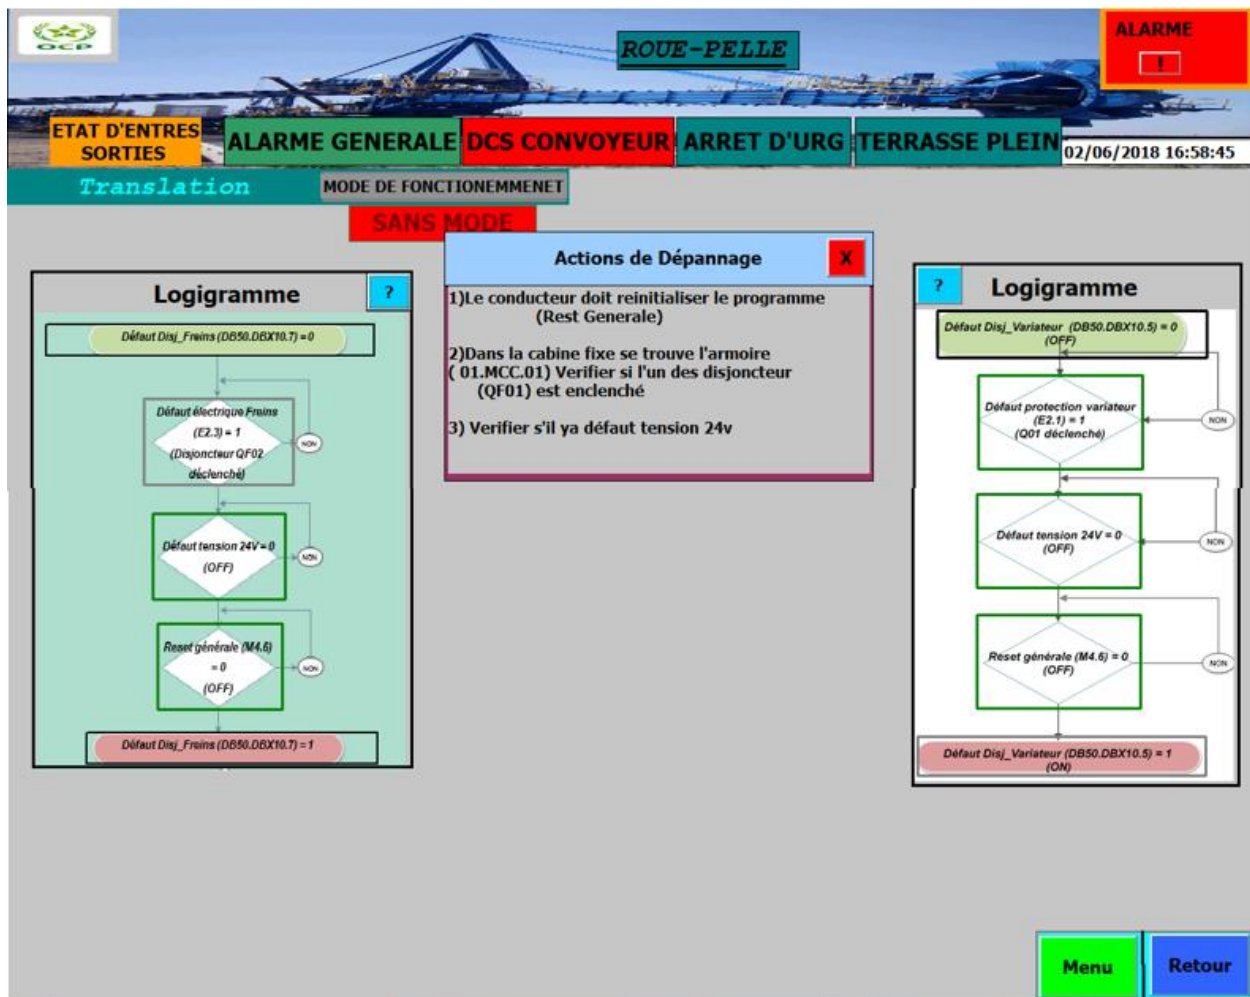 OCP
ROUE-PELLE
ALARME
!
ETAT D'ENTRES
SORTIES
ALARME GENERALE
DCS CONVOYEUR
ARRET D'URG
TERRASSE PLEIN
02/06/2018 16:58:45
Translation
MODE DE FONCTIONEMMENET
SANS MODE
Logigramme
?
Défaut Disj_Freins (DB50.DBX10.7) = 0
Défaut électrique Freins
(E2.3) = 1
(Disjoncteur QF02
déclenché)
NON
Défaut tension 24V = 0
(OFF)
NON
Reset générale (M4.6)
= 0
(OFF)
NON
Défaut Disj_Freins (DB50.DBX10.7) = 1
Actions de Dépannage
X
1)Le conducteur doit reinitialiser le programme
(Rest Generale)
2)Dans la cabine fixe se trouve l'armoire
( 01.MCC.01) Verifier si l'un des disjoncteur
(QF01) est enclenché
3) Verifier s'il ya défaut tension 24v
?
Logigramme
Défaut Disj_Variateur (DB50.DBX10.5) = 0
(OFF)
Défaut protection variateur
(E2.1) = 1
(Q01 déclenché)
NON
Défaut tension 24V = 0
(OFF)
NON
Reset générale (M4.6) = 0
(OFF)
NON
Défaut Disj_Variateur (DB50.DBX10.5) = 1
(ON)
Menu
Retour